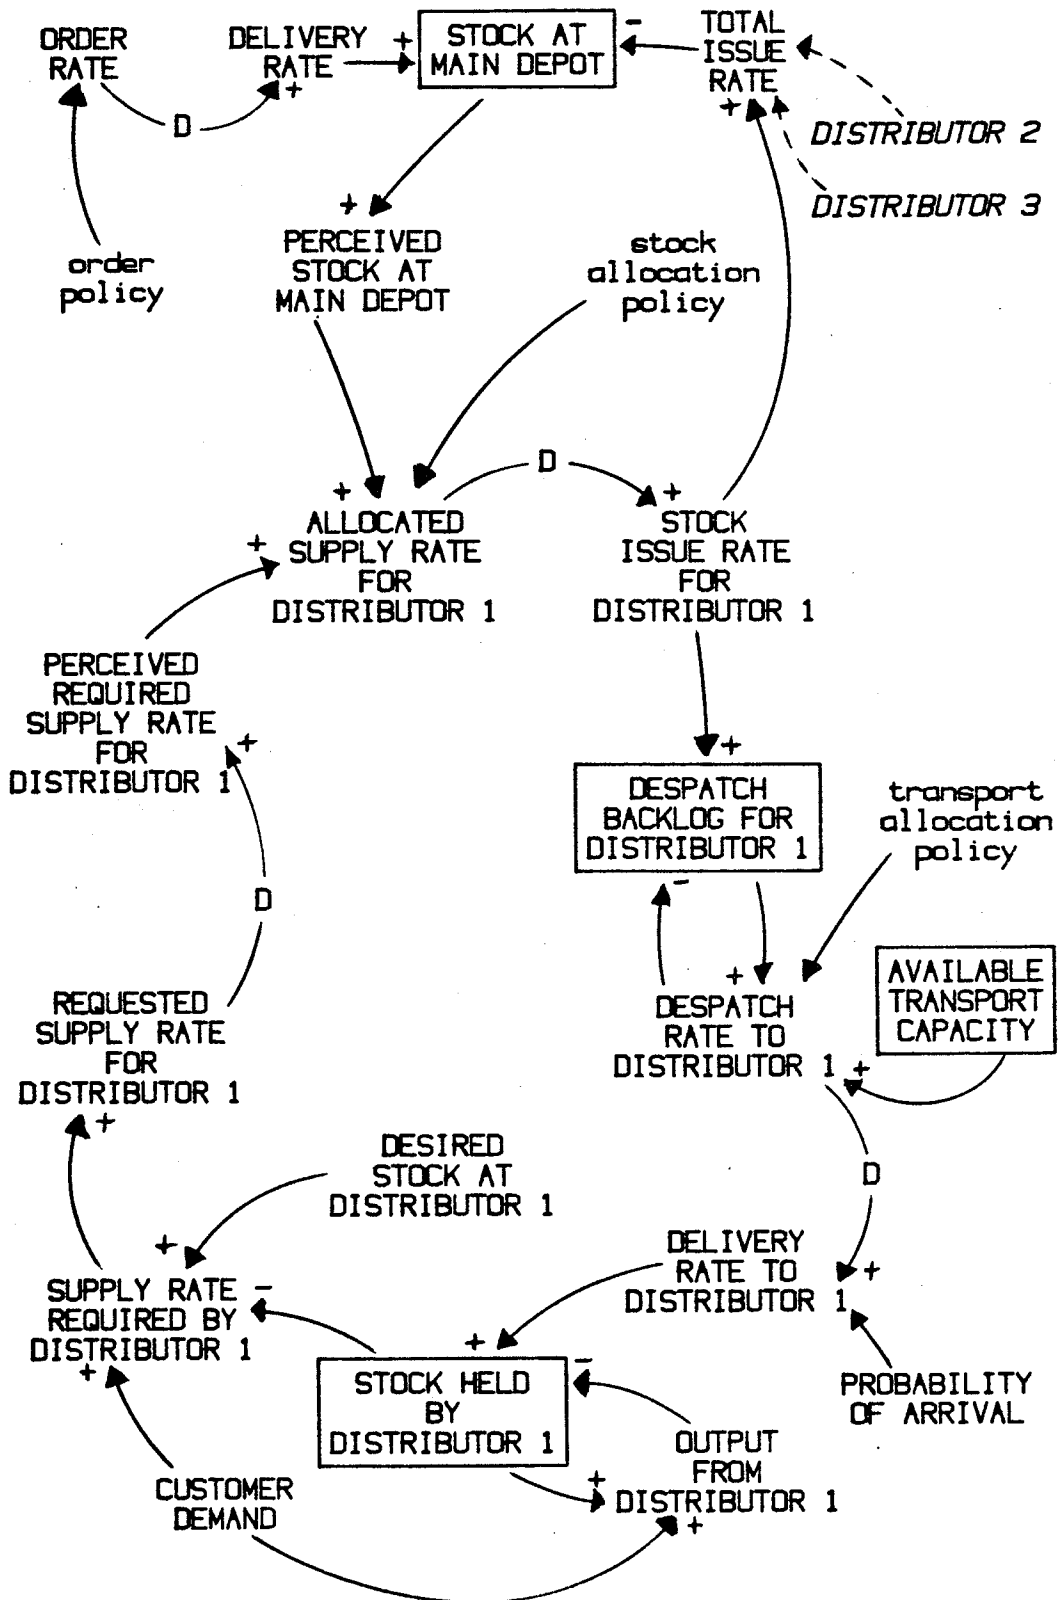 ORDER
RATE
DELIVERY
RATE
+
+
STOCK AT
MAIN DEPOT
-
TOTAL
ISSUE
RATE
+
D
DISTRIBUTOR 2
DISTRIBUTOR 3
order
policy
+
PERCEIVED
STOCK AT
MAIN DEPOT
stock
allocation
policy
D
+
+
ALLOCATED
SUPPLY RATE
FOR
DISTRIBUTOR 1
+
STOCK
ISSUE RATE
FOR
DISTRIBUTOR 1
PERCEIVED
REQUIRED
SUPPLY RATE
FOR
DISTRIBUTOR 1
+
+
DESPATCH
BACKLOG FOR
DISTRIBUTOR 1
-
transport
allocation
policy
D
REQUESTED
SUPPLY RATE
FOR
DISTRIBUTOR 1
+
+
DESPATCH
RATE TO
DISTRIBUTOR 1
+
AVAILABLE
TRANSPORT
CAPACITY
DESIRED
STOCK AT
DISTRIBUTOR 1
D
+
SUPPLY RATE
REQUIRED BY
DISTRIBUTOR 1
-
+
DELIVERY
RATE TO
DISTRIBUTOR 1
+
+
STOCK HELD
BY
DISTRIBUTOR 1
-
PROBABILITY
OF ARRIVAL
CUSTOMER
DEMAND
+
OUTPUT
FROM
DISTRIBUTOR 1
+